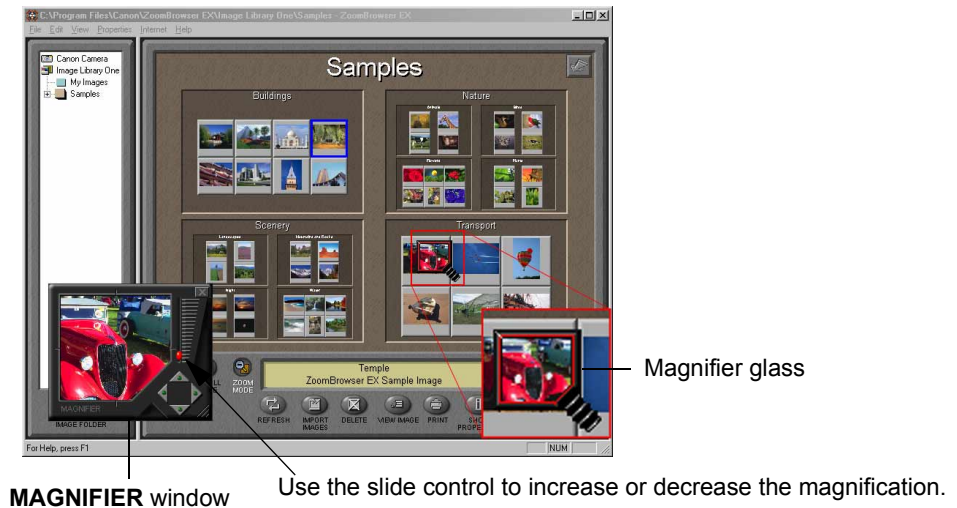 C:\Program Files\Canon\ZoomBrowser EX\Image Library One\Samples - ZoomBrowser EX
File Edit View Properties Internet Help
Canon Camera
Image Library One
My Images
Samples
Samples
Buildings
Nature
Scenery
Transport
Magnifier glass
ZOOM
MODE
Temple
ZoomBrowser EX Sample Image
MAGNIFIER
REFRESH
IMPORT
IMAGES
DELETE
VIEW IMAGE
PRINT
SHO
PROPE
IMAGE FOLDER
For Help, press F1
NUM
MAGNIFIER window
Use the slide control to increase or decrease the magnification.